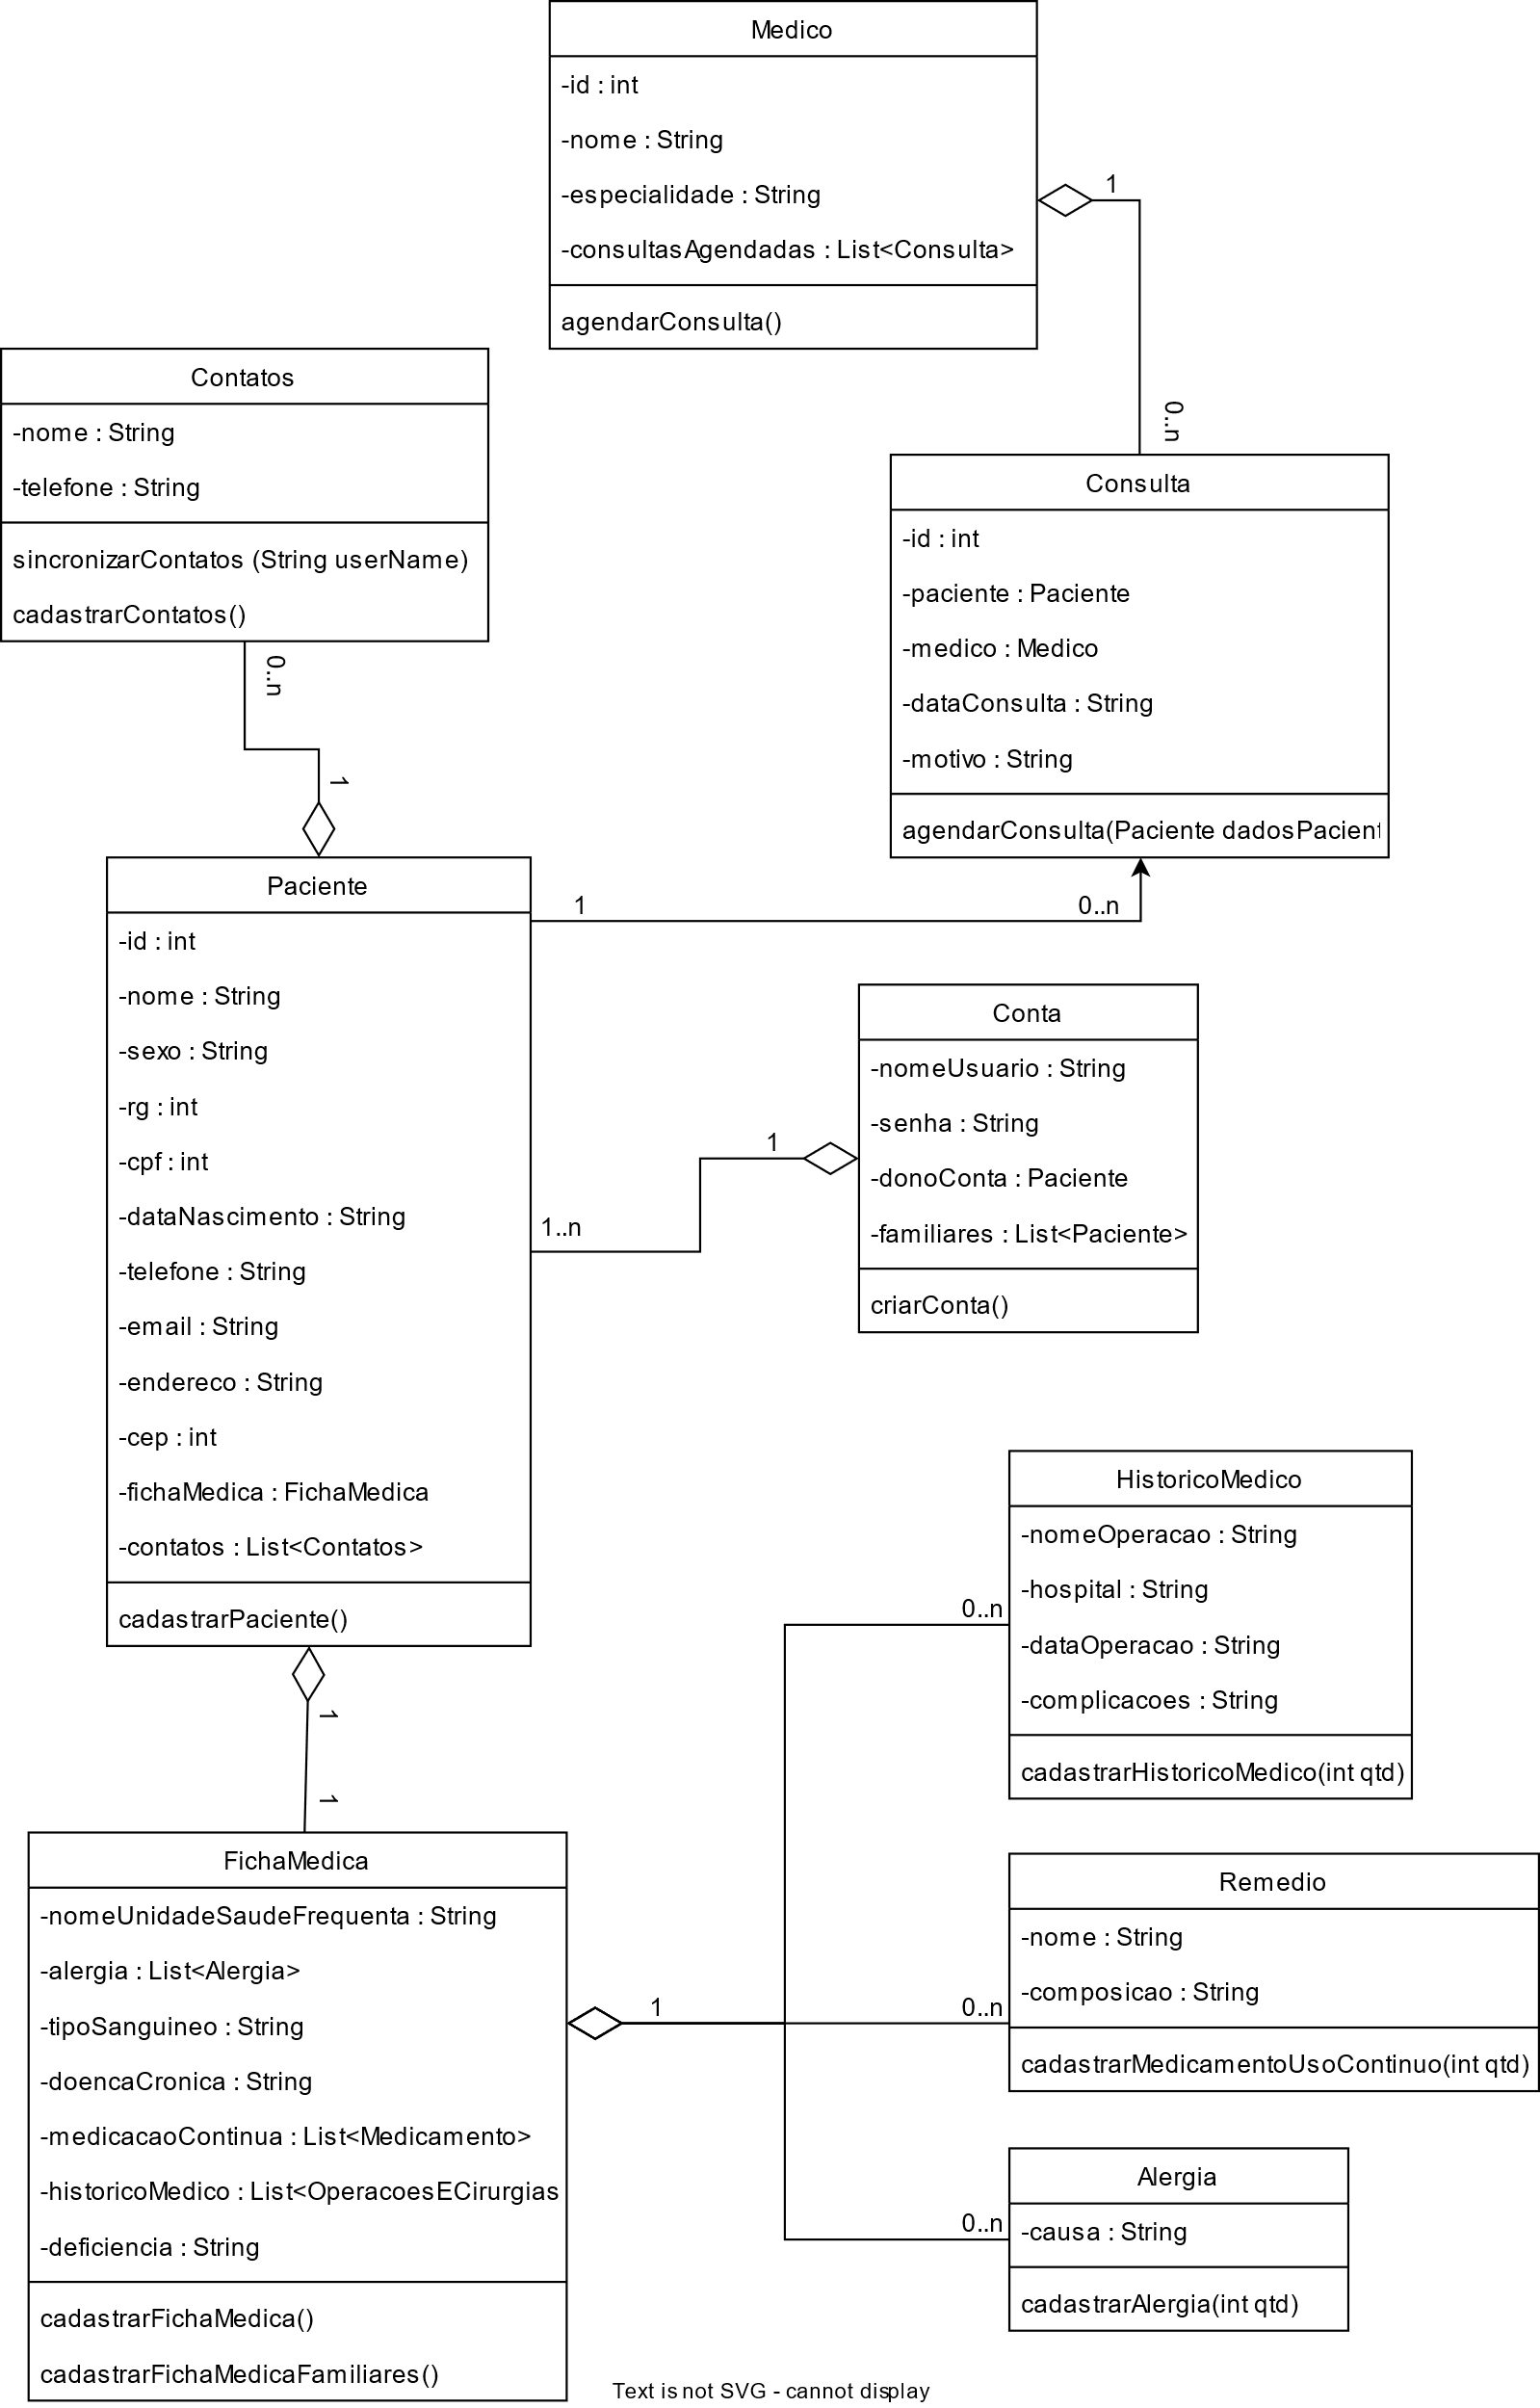 Medico
-id : int
-nome : String
-especialidade : String
-consultasAgendadas : List<Consulta>
agendarConsulta()
1
0..n
Contatos
-nome : String
-telefone : String
sincronizarContatos (String userName)
cadastrarContatos()
0..n
1
Consulta
-id : int
-paciente : Paciente
-medico : Medico
-dataConsulta : String
-motivo : String
agendarConsulta(Paciente dadosPacient
Paciente
-id : int
-nome : String
-sexo : String
-rg : int
-cpf : int
-dataNascimento : String
-telefone : String
-email : String
-endereco : String
-cep : int
-fichaMedica : FichaMedica
-contatos : List<Contatos>
cadastrarPaciente()
1
0..n
Conta
-nomeUsuario : String
-senha : String
-donoConta : Paciente
-familiares : List<Paciente>
criarConta()
1
1..n
1
1
HistoricoMedico
-nomeOperacao : String
-hospital : String
-dataOperacao : String
-complicacoes : String
cadastrarHistoricoMedico(int qtd)
0..n
FichaMedica
-nomeUnidadeSaudeFrequenta : String
-alergia : List<Alergia>
-tipoSanguineo : String
-doencaCronica : String
-medicacaoContinua : List<Medicamento>
-historicoMedico : List<OperacoesECirurgias
-deficiencia : String
cadastrarFichaMedica()
cadastrarFichaMedicaFamiliares()
1
0..n
Remedio
-nome : String
-composicao : String
cadastrarMedicamentoUsoContinuo(int qtd)
0..n
Alergia
-causa : String
cadastrarAlergia(int qtd)
Text is not SVG - cannot display